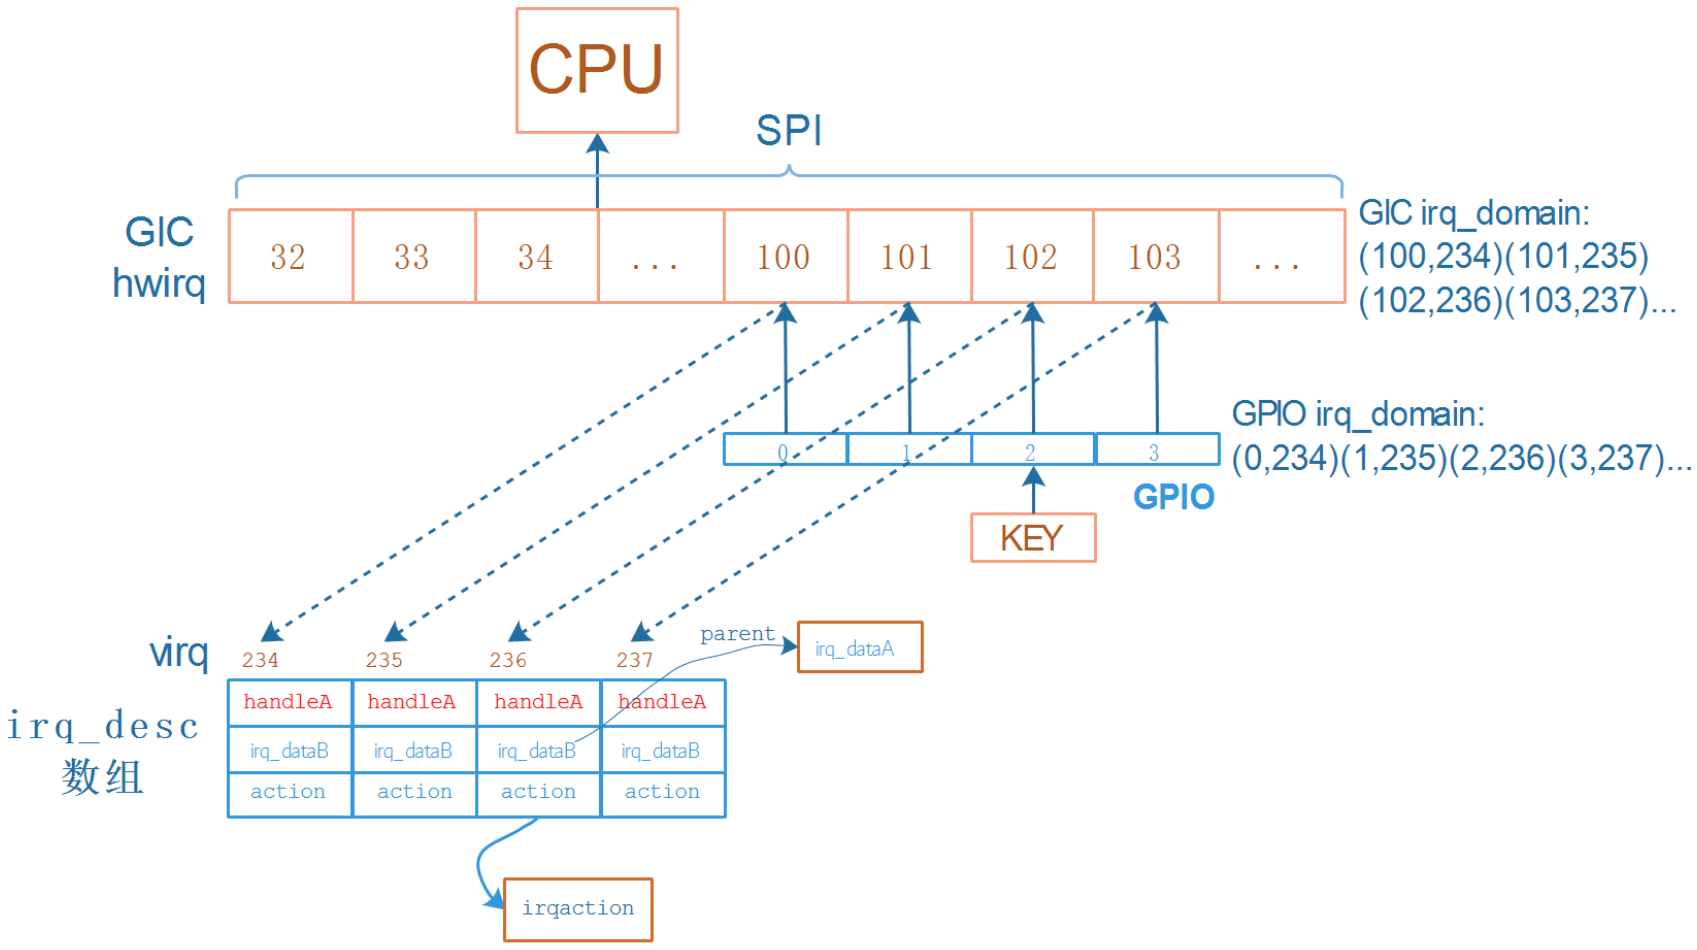 CPU
SPI
GIC
hwirq
32 33 34 ... 100 101 102 103 ...
GIC irq_domain:
(100,234)(101,235)
(102,236)(103,237)...
0 1 2 3
GPIO
GPIO irq_domain:
(0,234)(1,235)(2,236)(3,237)...
KEY
virq
234 235 236 237
parent
irq_dataA
irq_desc
数组
handleA handleA handleA handleA
irq_dataB irq_dataB irq_dataB irq_dataB
action action action action
irqaction